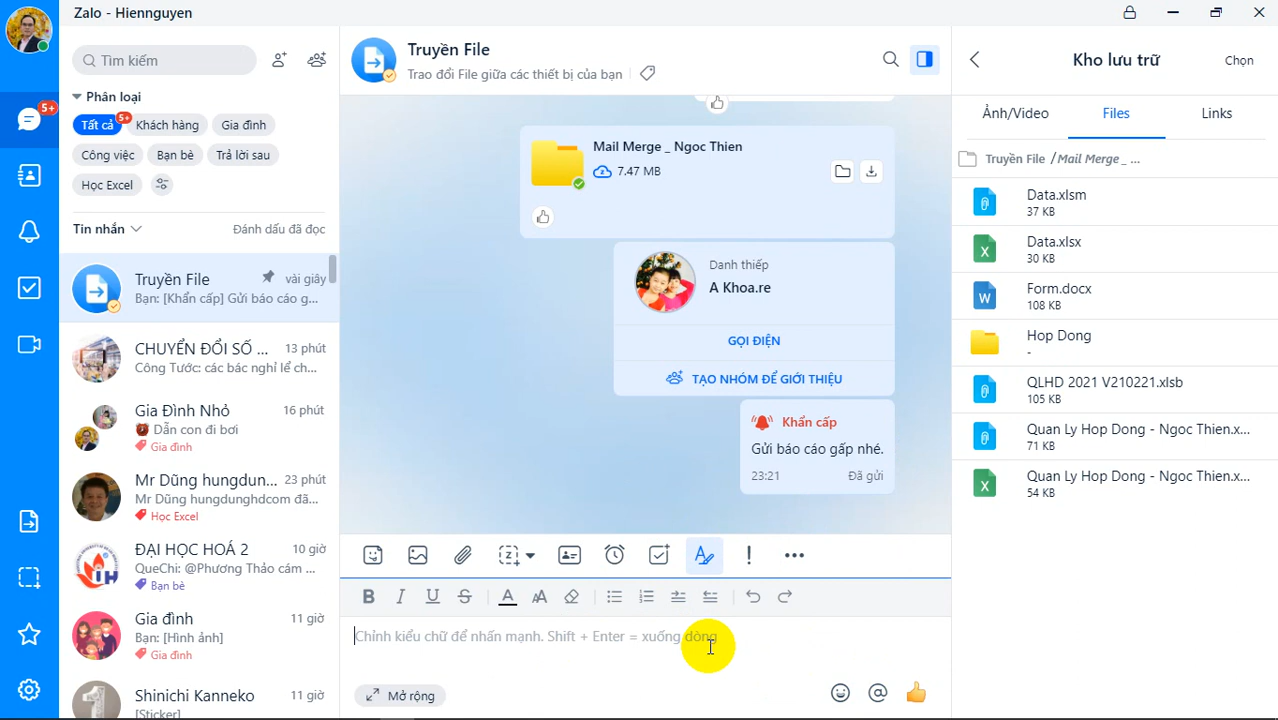 Zalo - Hiennguyen
Tìm kiếm
Phân loại
5+
Tất cả
5+
Khách hàng
Gia đình
Công việc
Bạn bè
Trả lời sau
Học Excel
Tin nhắn
Đánh dấu đã đọc
Truyền File
vài giây
Bạn: [Khẩn cấp] Gửi báo cáo g...
CHUYỂN ĐỔI SỐ ...
13 phút
Công Tước: các bác nghỉ lễ ch...
Gia Đình Nhỏ
16 phút
Dẫn con đi bơi
Gia đình
Mr Dũng hungdun...
23 phút
Mr Dũng hungdunghdcom đã...
Học Excel
ĐẠI HỌC HOÁ 2
10 giờ
QueChi: @Phương Thảo cám ...
Bạn bè
Gia đình
11 giờ
Bạn: [Hình ảnh]
Gia đình
Shinichi Kanneko
11 giờ
[Sticker]
Truyền File
Trao đổi File giữa các thiết bị của bạn
Mail Merge _ Ngoc Thien
7.47 MB
Danh thiếp
A Khoa.re
GỌI ĐIỆN
TẠO NHÓM ĐỂ GIỚI THIỆU
Khẩn cấp
Gửi báo cáo gấp nhé.
23:21
Đã gửi
Chỉnh kiểu chữ để nhấn mạnh. Shift + Enter = xuống dòng
Mở rộng
Kho lưu trữ
Chọn
Ảnh/Video
Files
Links
Truyền File /Mail Merge_ ...
Data.xlsm
37 KB
Data.xlsx
30 KB
Form.docx
108 KB
Hop Dong
-
QLHD 2021 V210221.xlsb
105 KB
Quan Ly Hop Dong - Ngoc Thien.x...
71 KB
Quan Ly Hop Dong - Ngoc Thien.x...
54 KB